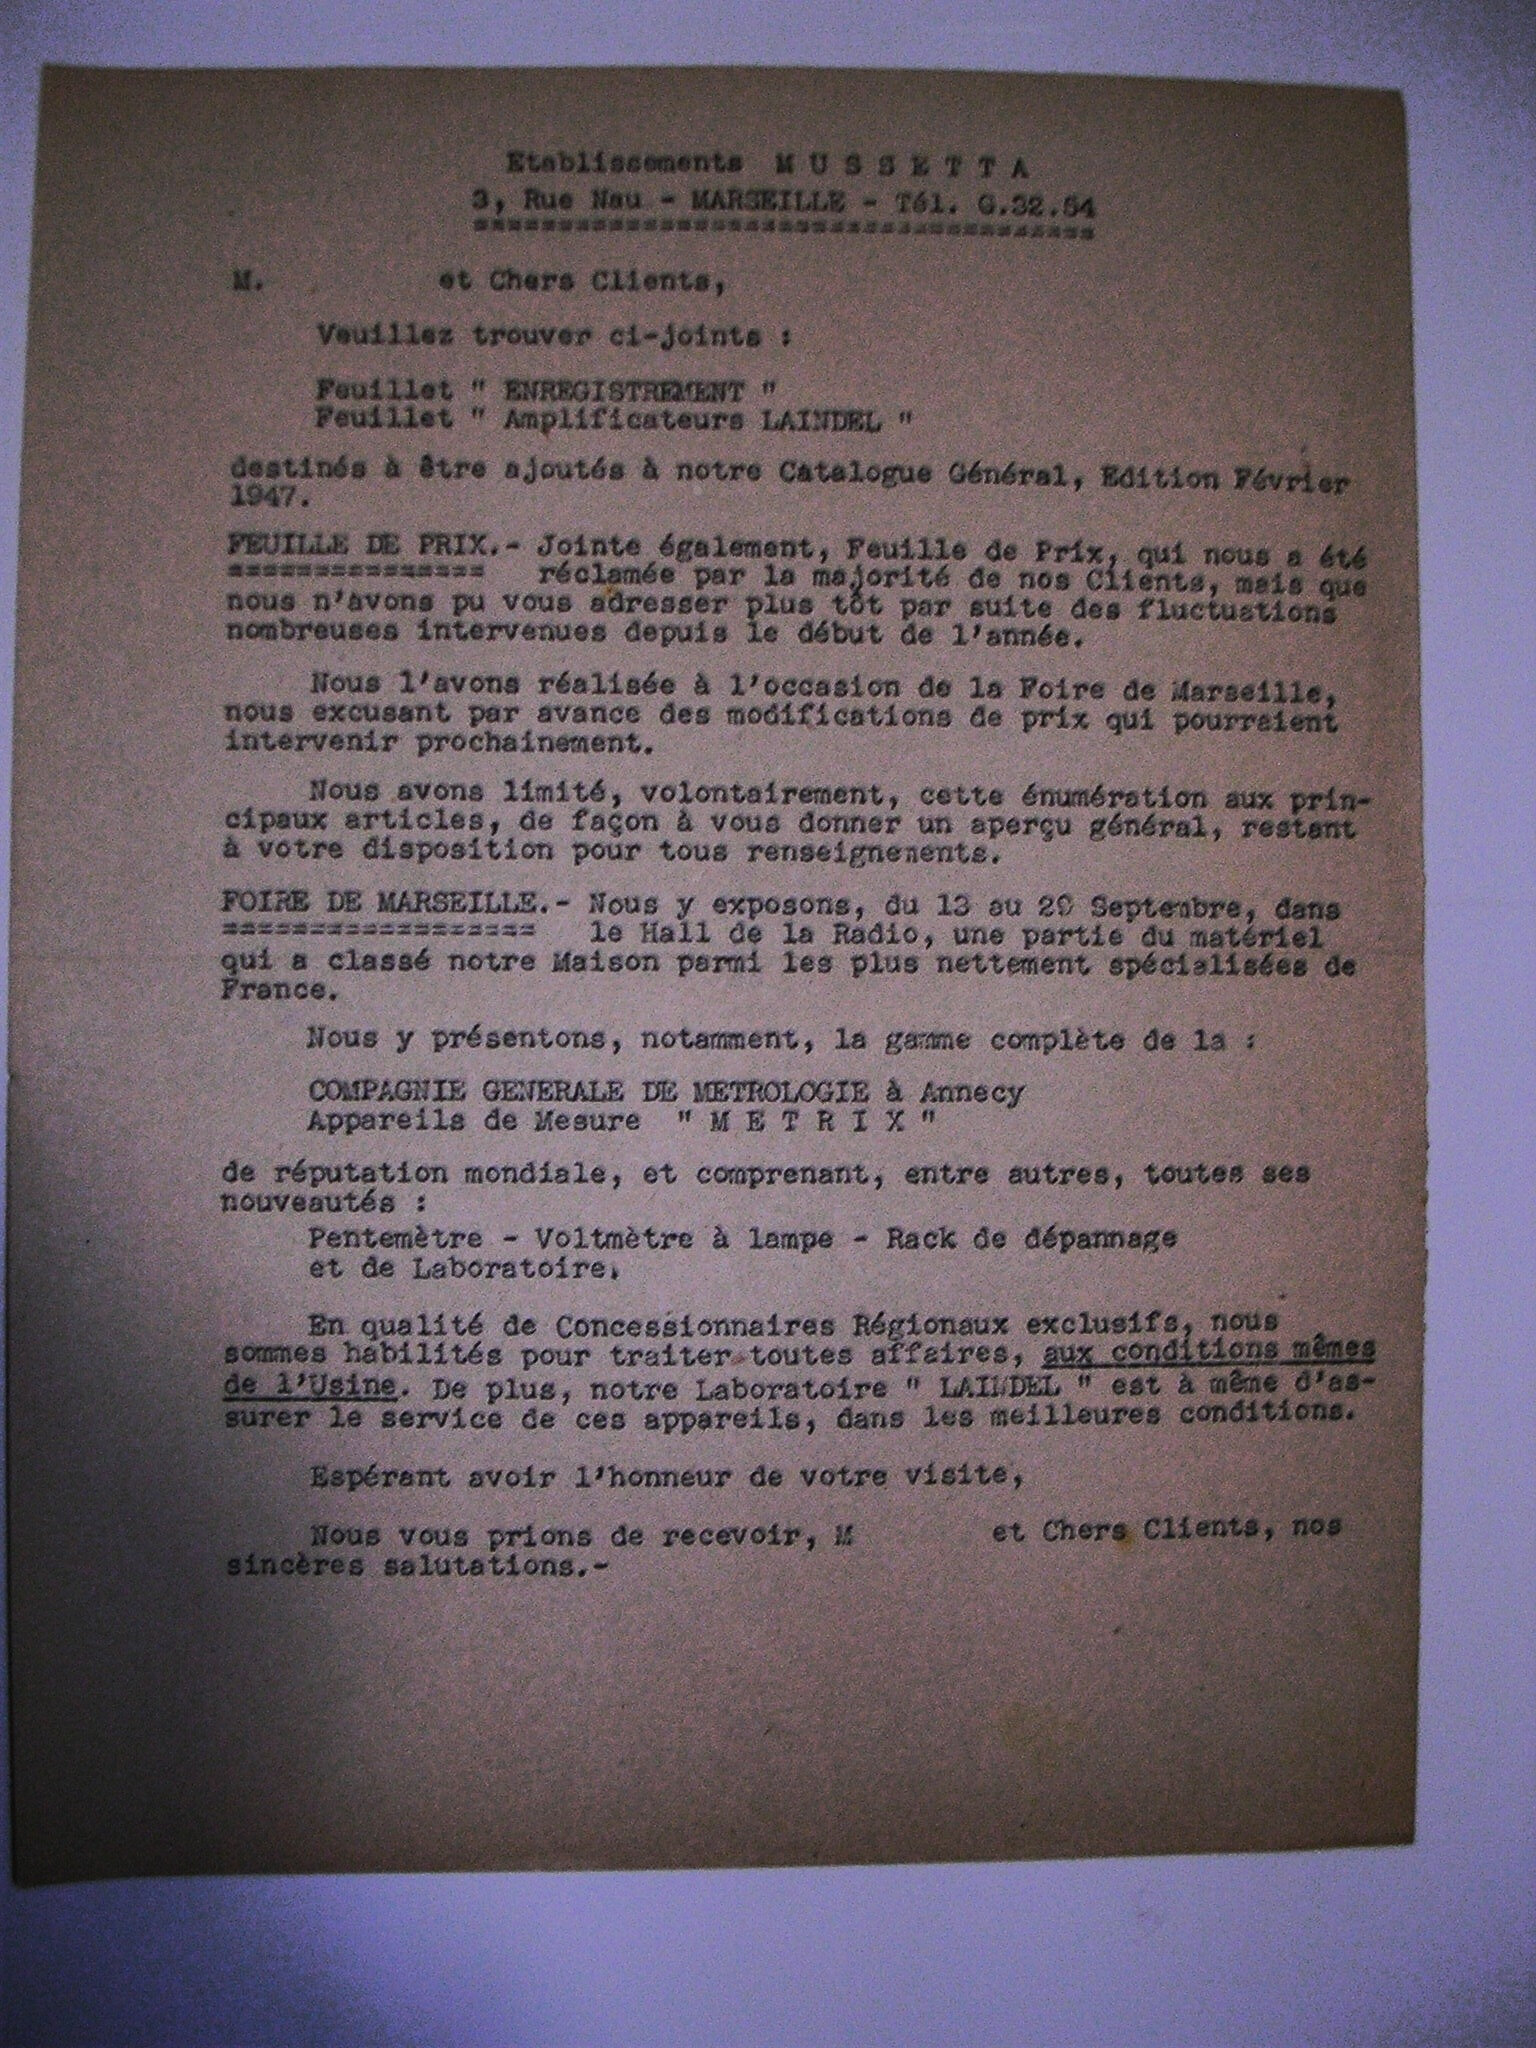 Etablissements M U S S E T T A
3, Rue Nau - MARSEILLE - Tél. G.32.54
====================================
M. et Chers Clients,
Veuillez trouver ci-joints :
Feuillet " ENREGISTREMENT "
Feuillet " Amplificateurs LAINDEL "
destinés à être ajoutés à notre Catalogue Général, Edition Février
1947.
FEUILLE DE PRIX.- Jointe également, Feuille de Prix, qui nous a été
=============== réclamée par la majorité de nos Clients, mais que
nous n'avons pu vous adresser plus tôt par suite des fluctuations
nombreuses intervenues depuis le début de l'année.
Nous l'avons réalisée à l'occasion de la Foire de Marseille,
nous excusant par avance des modifications de prix qui pourraient
intervenir prochainement.
Nous avons limité, volontairement, cette énumération aux prin-
cipaux articles, de façon à vous donner un aperçu général, restant
à votre disposition pour tous renseignements.
FOIRE DE MARSEILLE.- Nous y exposons, du 13 au 29 Septembre, dans
================== le Hall de la Radio, une partie du matériel
qui a classé notre Maison parmi les plus nettement spécialisées de
France.
Nous y présentons, notamment, la gamme complète de la :
COMPAGNIE GENERALE DE METROLOGIE à Annecy
Appareils de Mesure " M E T R I X "
de réputation mondiale, et comprenant, entre autres, toutes ses
nouveautés :
Pentemètre - Voltmètre à lampe - Rack de dépannage
et de Laboratoire.
En qualité de Concessionnaires Régionaux exclusifs, nous
sommes habilités pour traiter toutes affaires, aux conditions mêmes
de l'Usine. De plus, notre Laboratoire " LAINDEL " est à même d'as-
surer le service de ces appareils, dans les meilleures conditions.
Espérant avoir l'honneur de votre visite,
Nous vous prions de recevoir, M et Chers Clients, nos
sincères salutations.-